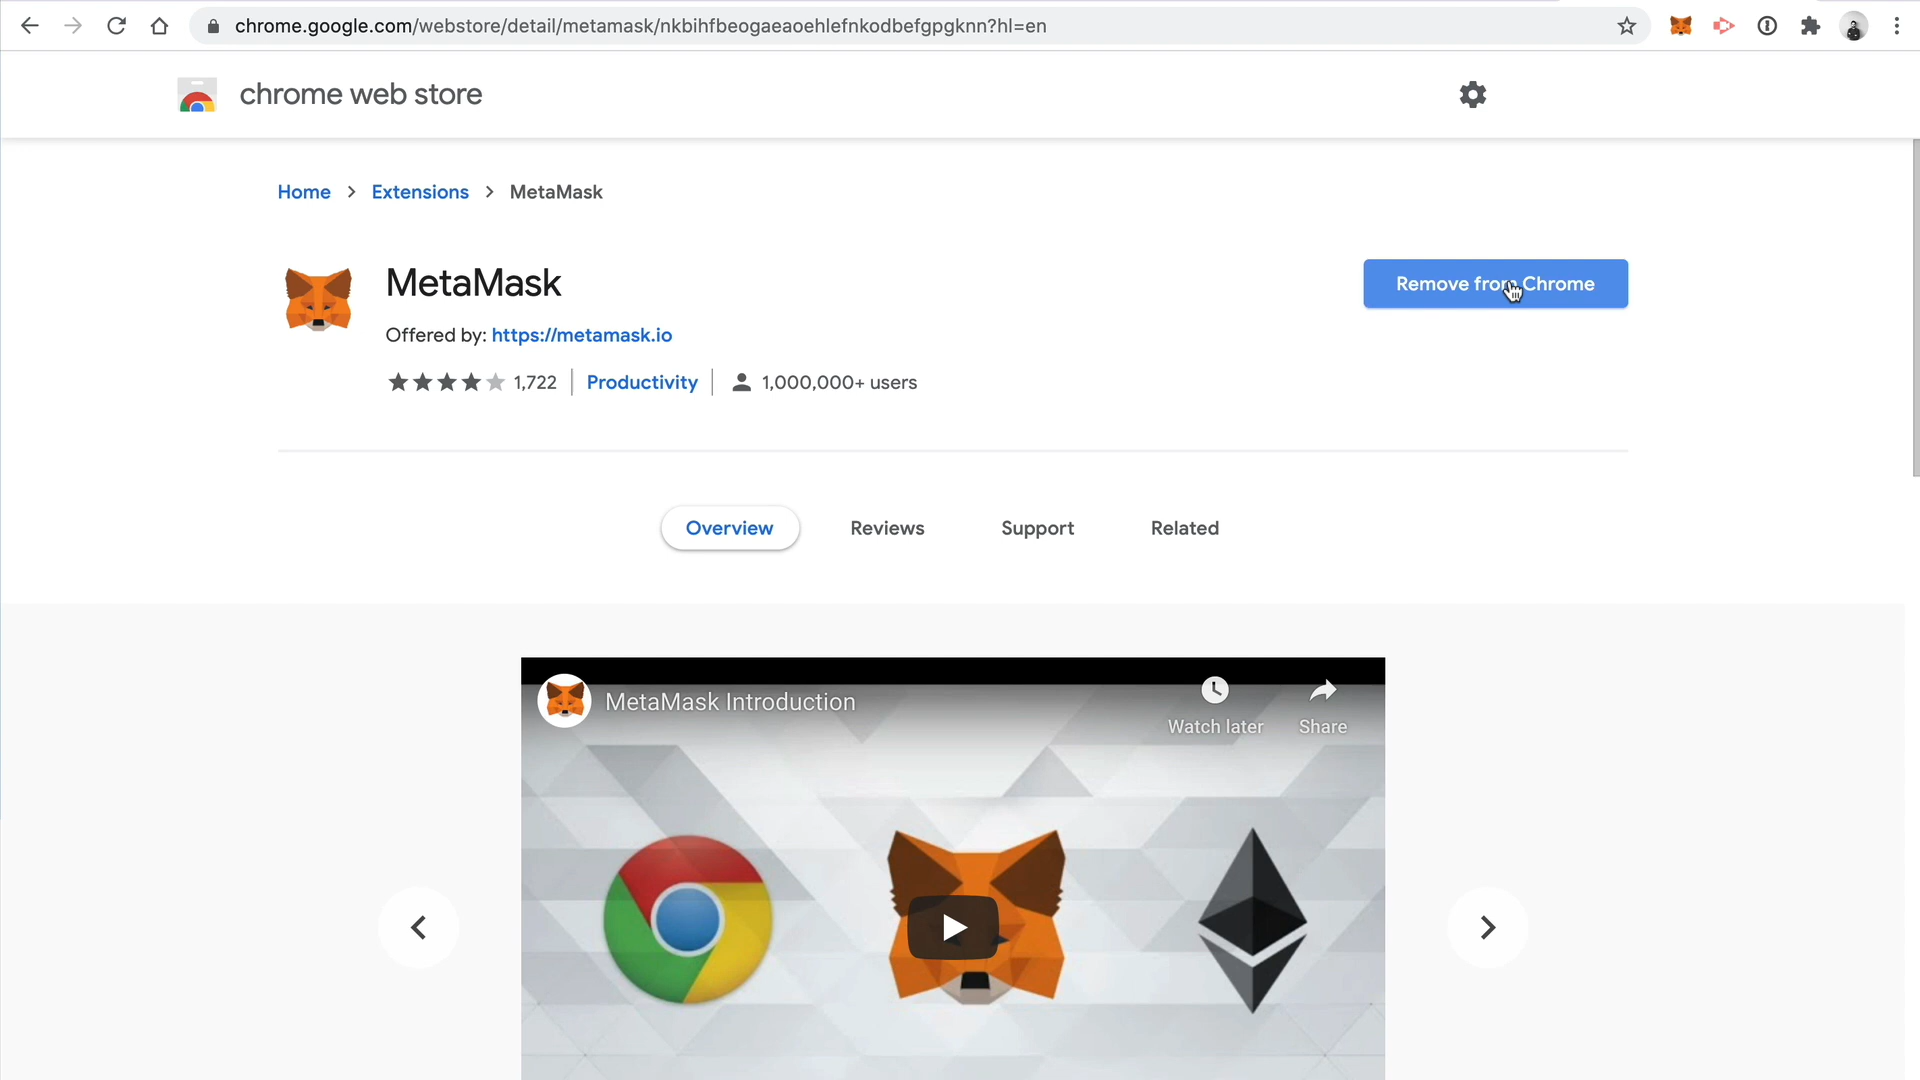 chrome.google.com/webstore/detail/metamask/nkbihfbeogaeaoehlefnkodbefgpgknn?hl=en
chrome web store
Home > Extensions > MetaMask
MetaMask
Remove from Chrome
Offered by: https://metamask.io
1,722 | Productivity | 1,000,000+ users
Overview Reviews Support Related
MetaMask Introduction
Watch later Share